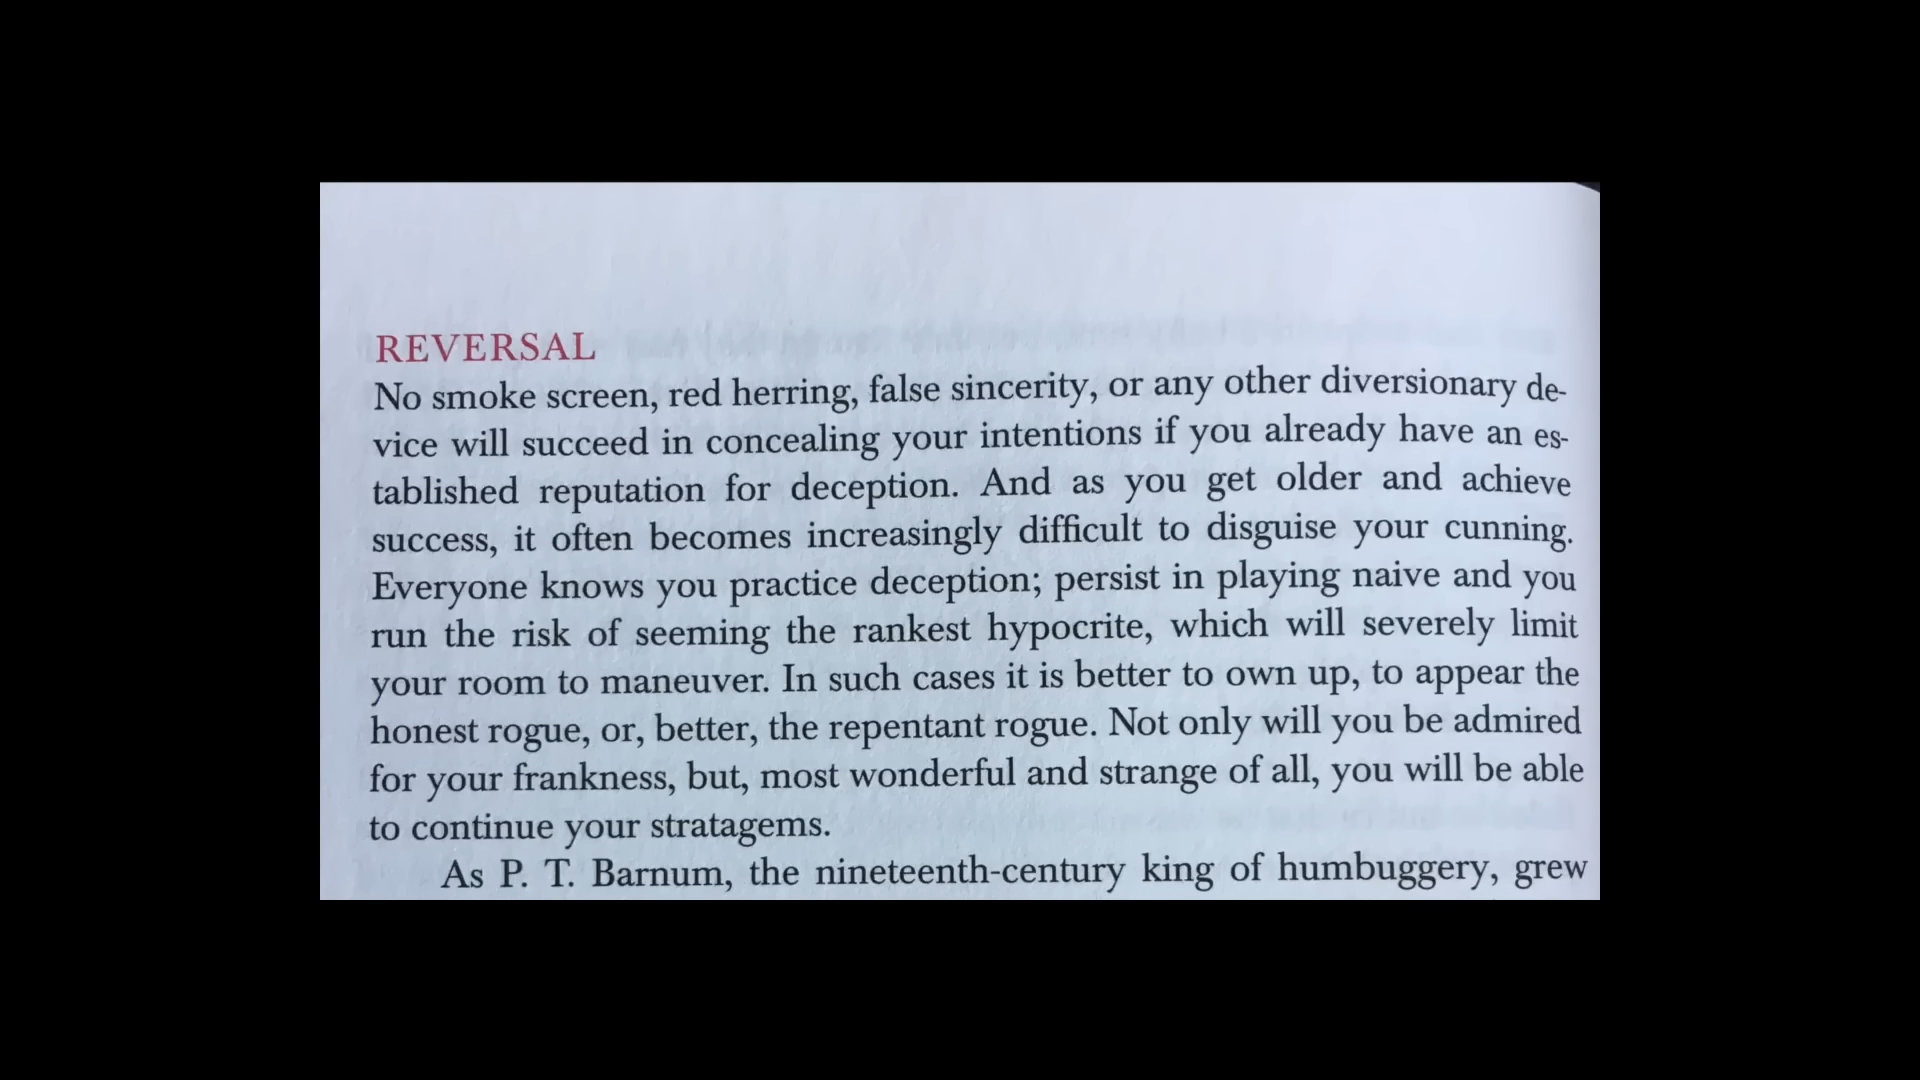 REVERSAL
No smoke screen, red herring, false sincerity, or any other diversionary de-
vice will succeed in concealing your intentions if you already have an es-
tablished reputation for deception. And as you get older and achieve
success, it often becomes increasingly difficult to disguise your cunning.
Everyone knows you practice deception; persist in playing naive and you
run the risk of seeming the rankest hypocrite, which will severely limit
your room to maneuver. In such cases it is better to own up, to appear the
honest rogue, or, better, the repentant rogue. Not only will you be admired
for your frankness, but, most wonderful and strange of all, you will be able
to continue your stratagems.
As P. T. Barnum, the nineteenth-century king of humbuggery, grew